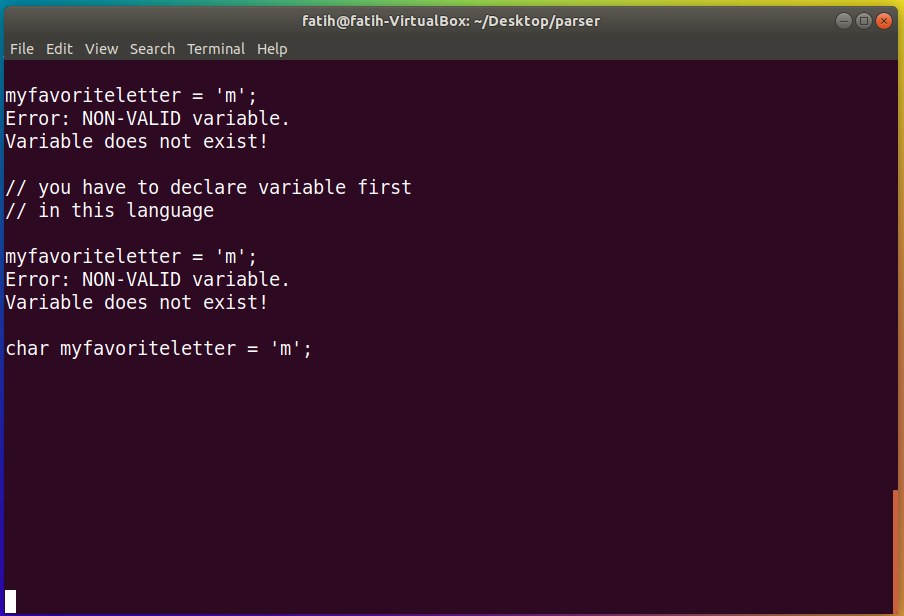 fatih@fatih-VirtualBox: ~/Desktop/parser
File Edit View Search Terminal Help
myfavoriteletter = 'm';
Error: NON-VALID variable.
Variable does not exist!
// you have to declare variable first
// in this language
myfavoriteletter = 'm';
Error: NON-VALID variable.
Variable does not exist!
char myfavoriteletter = 'm';